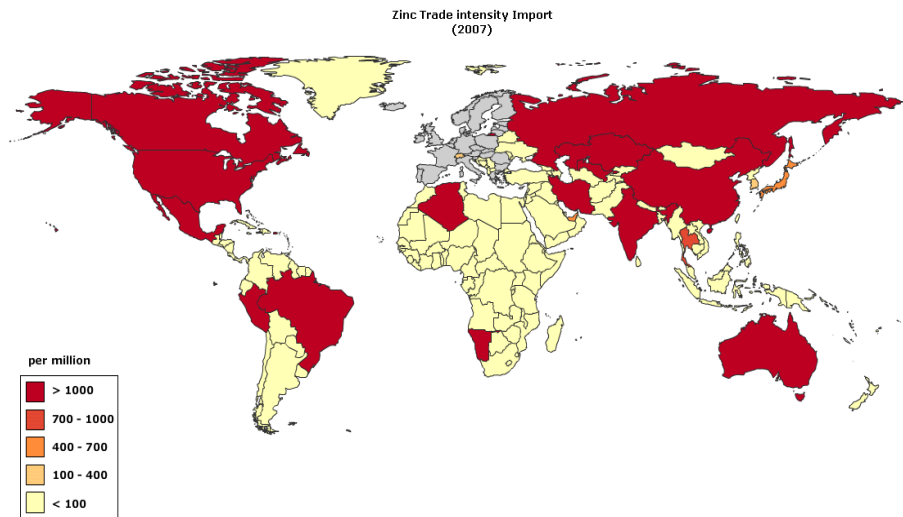 Zinc Trade intensity Import
(2007)
per million
> 1000
700 - 1000
400 - 700
100 - 400
< 100